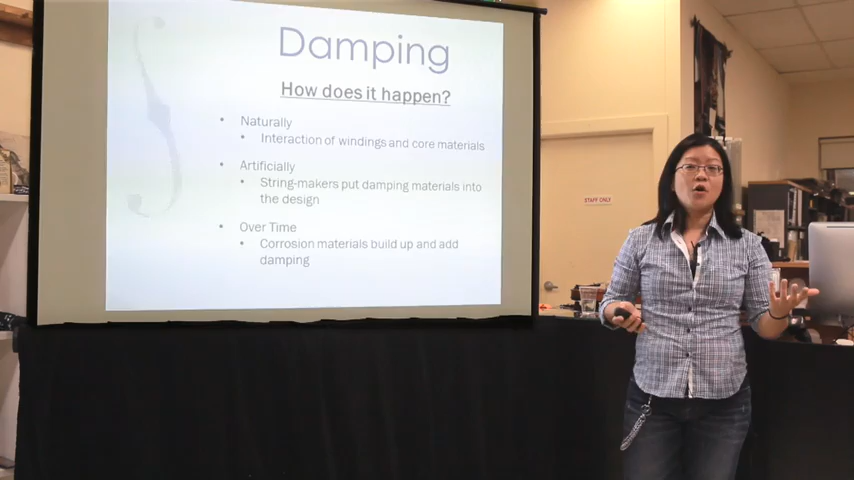 Damping
How does it happen?
• Naturally
• Interaction of windings and core materials
• Artificially
• String-makers put damping materials into
the design
• Over Time
• Corrosion materials build up and add
damping
STAFF ONLY